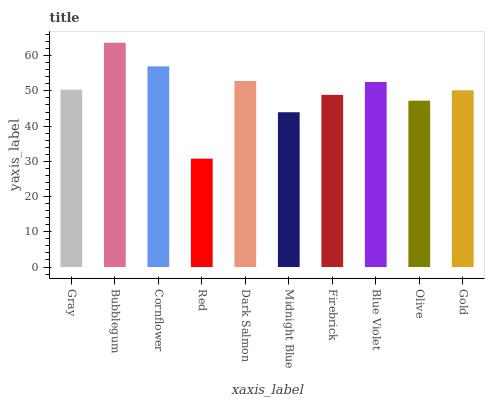 title
yaxis_label
60
50
40
30
20
10
0
Gray
Bubblegum
Cornflower
Red
Dark Salmon
Midnight Blue
Firebrick
Blue Violet
Olive
Gold
xaxis_label